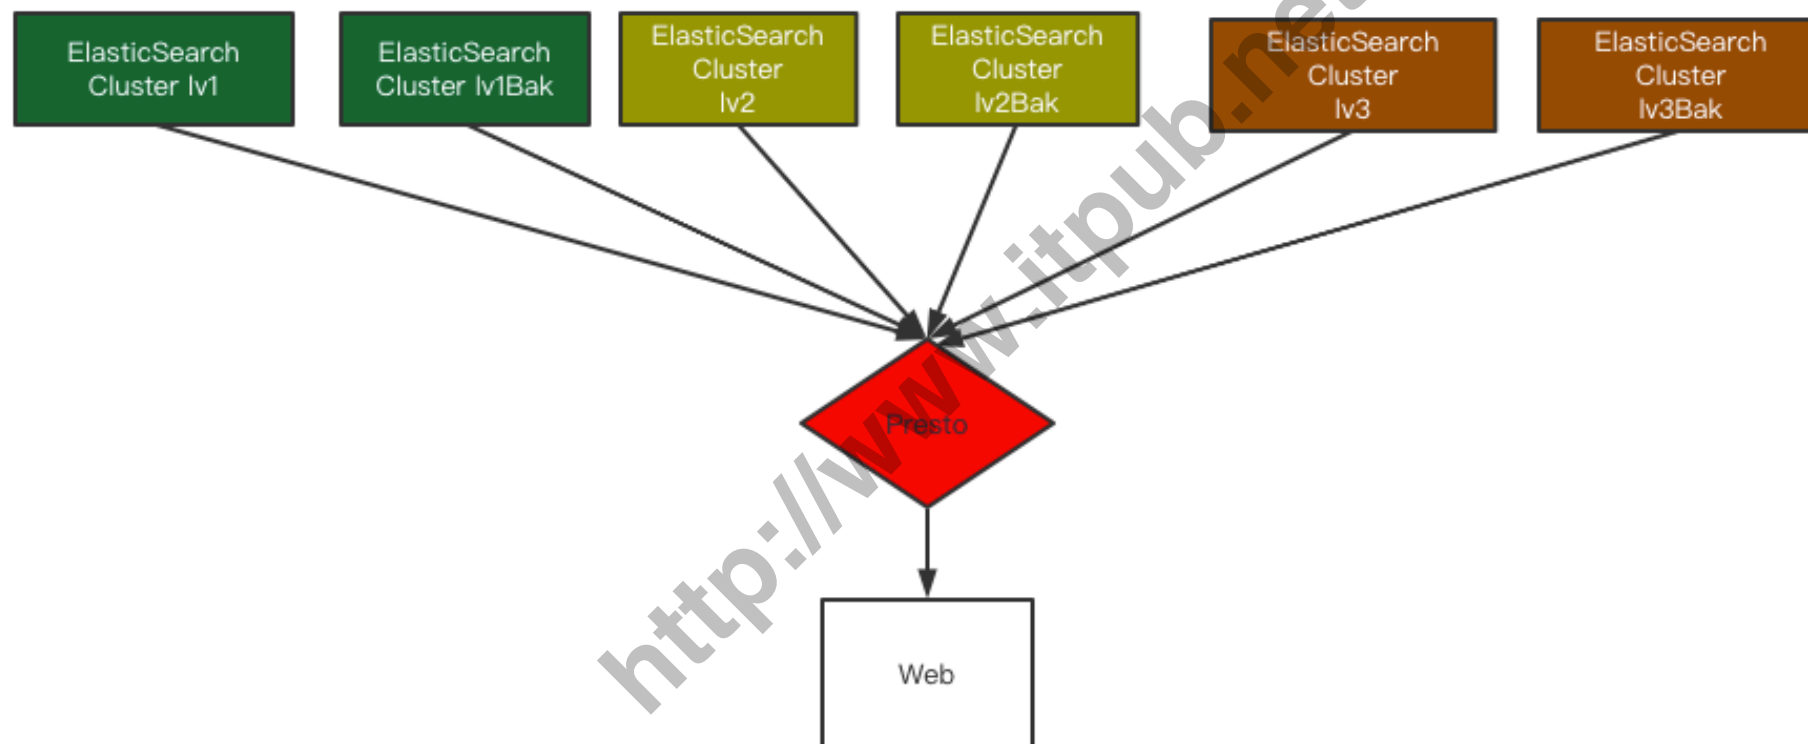 ElasticSearch
Cluster lv1
ElasticSearch
Cluster lv1Bak
ElasticSearch
Cluster
lv2
ElasticSearch
Cluster
lv2Bak
ElasticSearch
Cluster
lv3
ElasticSearch
Cluster
lv3Bak
Presto
Web
http://www.itpub.net